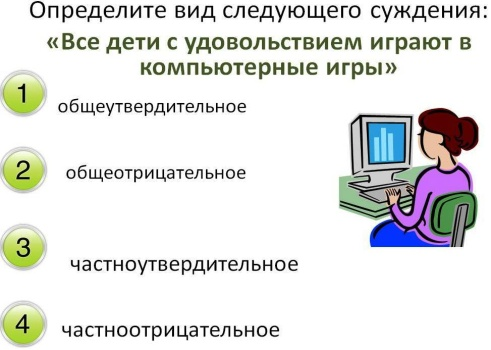 Определите вид следующего суждения:
«Все дети с удовольствием играют в
компьютерные игры»
1 общеутвердительное
2 общеотрицательное
3 частноутвердительное
4 частноотрицательное